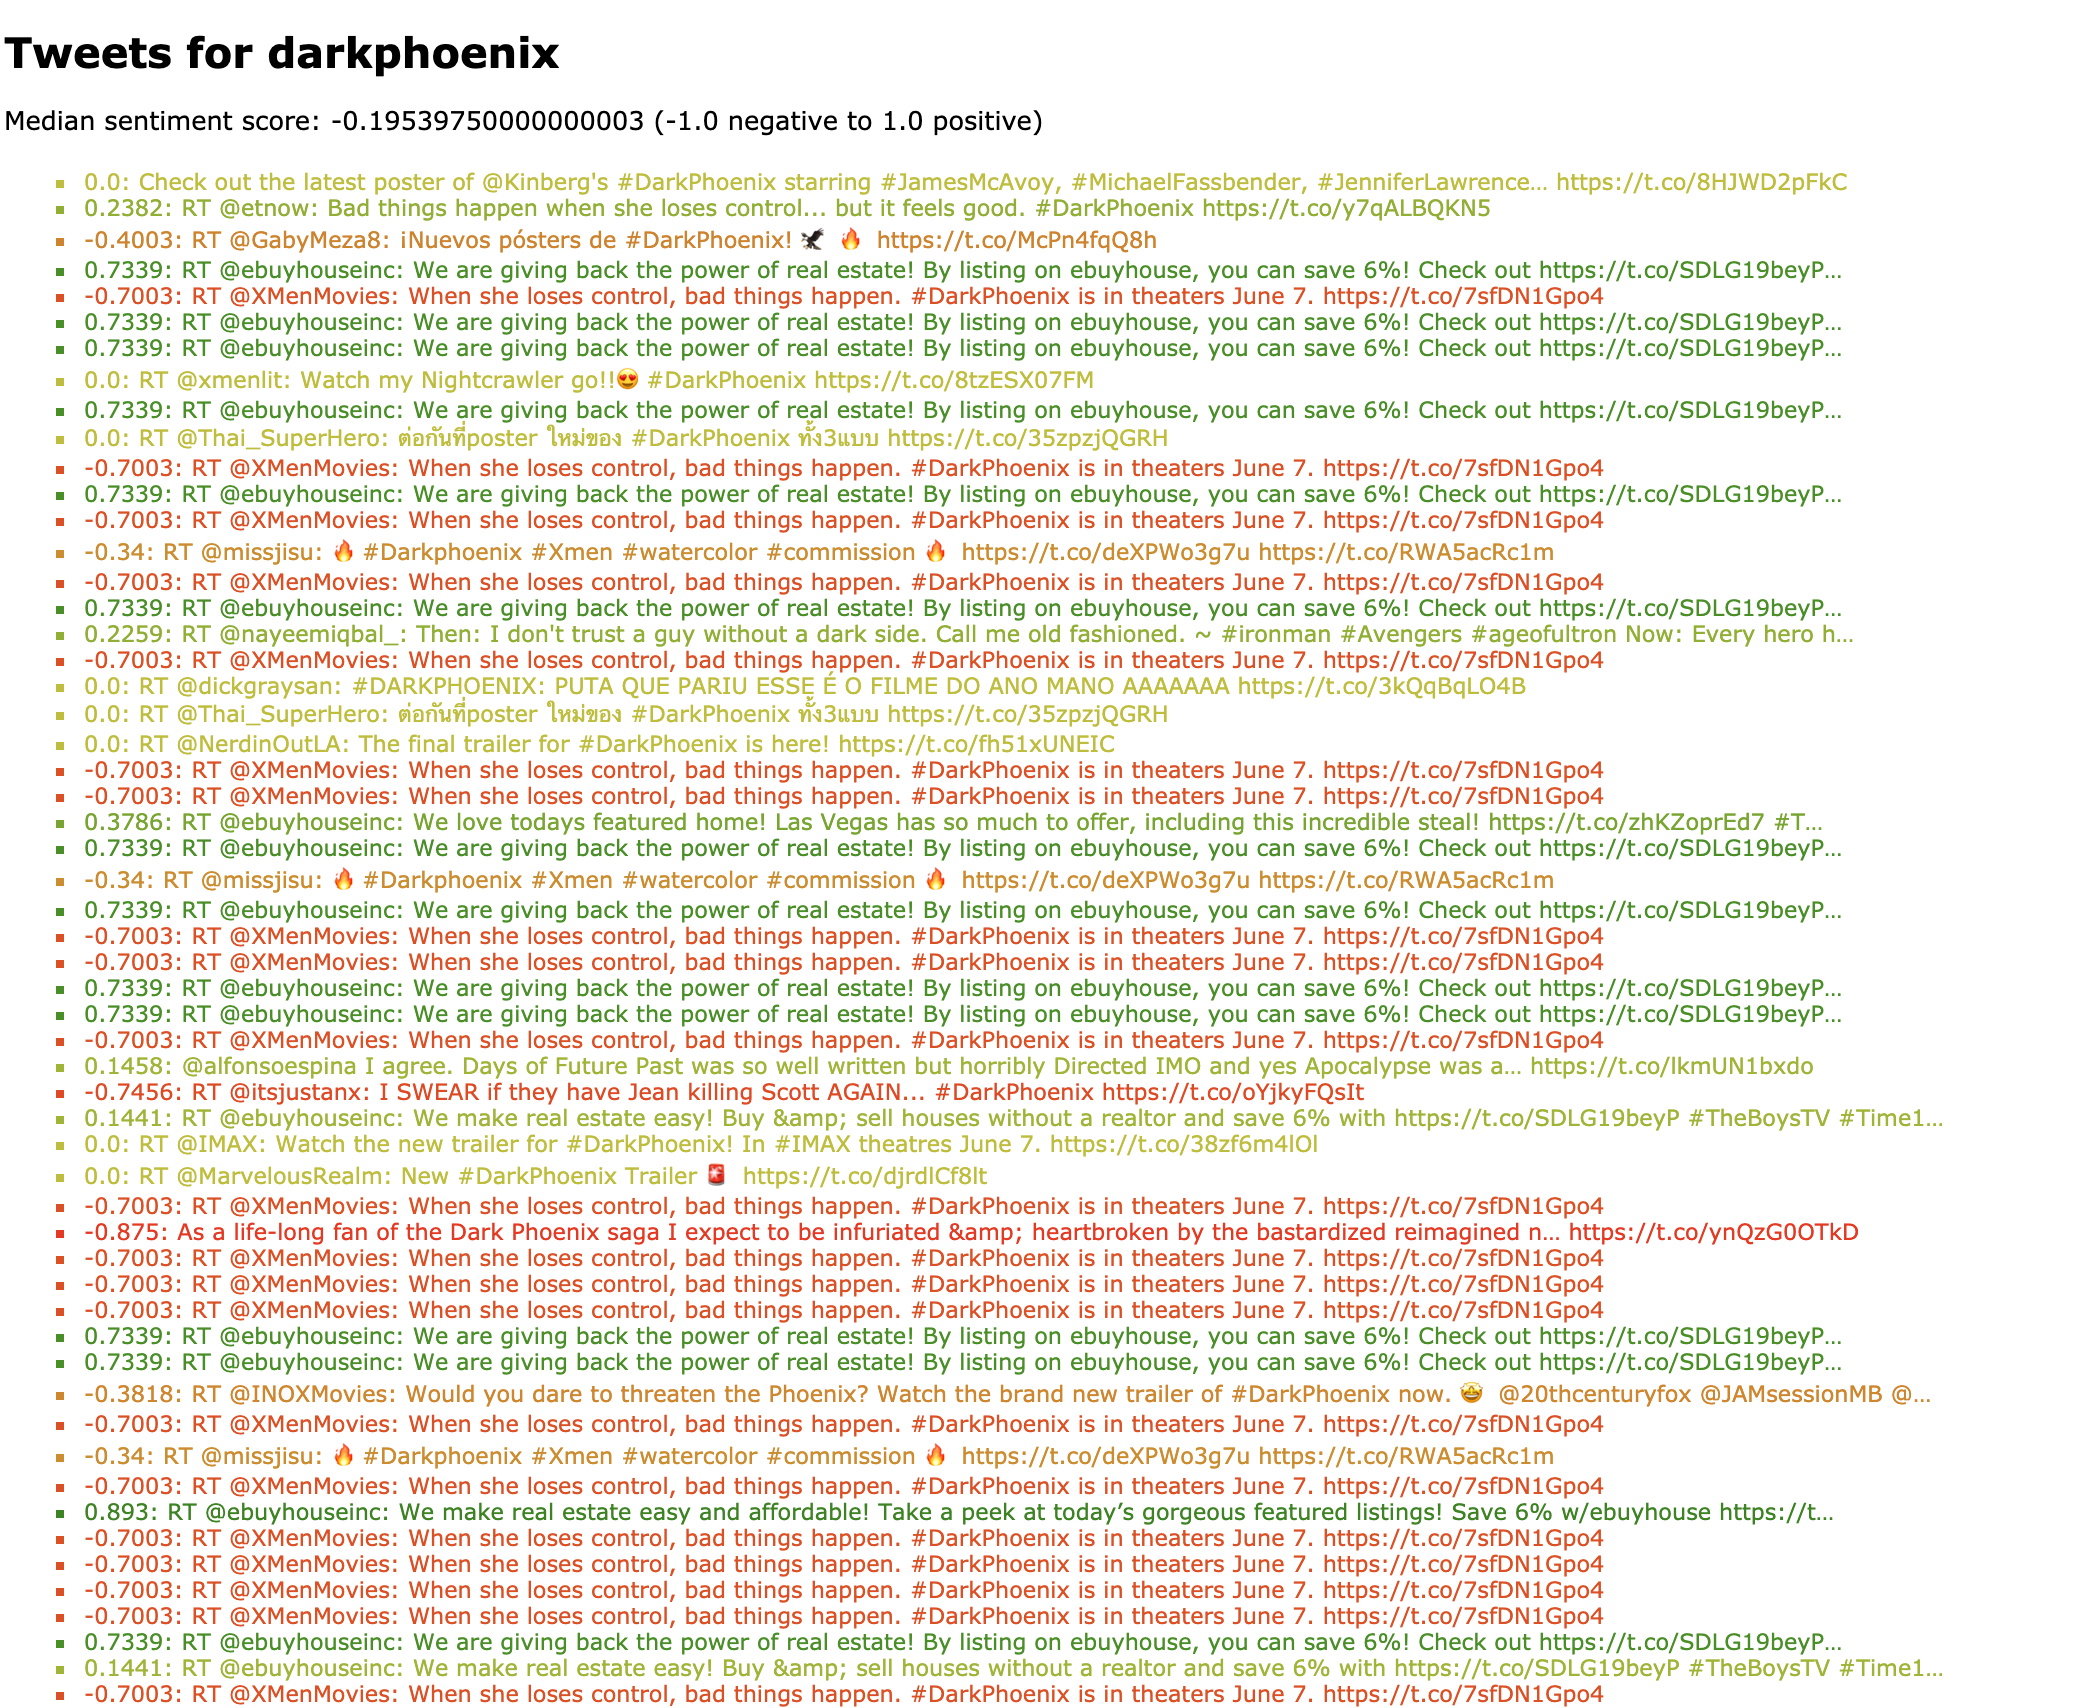 Tweets for darkphoenix
Median sentiment score: -0.19539750000000003 (-1.0 negative to 1.0 positive)
0.0: Check out the latest poster of @Kinberg's #DarkPhoenix starring #JamesMcAvoy, #MichaelFassbender, #JenniferLawrence… https://t.co/8HJWD2pFkC
0.2382: RT @etnow: Bad things happen when she loses control... but it feels good. #DarkPhoenix https://t.co/y7qALBQKN5
-0.4003: RT @GabyMeza8: ¡Nuevos pósters de #DarkPhoenix! 🦅 🔥 https://t.co/McPn4fqQ8h
0.7339: RT @ebuyhouseinc: We are giving back the power of real estate! By listing on ebuyhouse, you can save 6%! Check out https://t.co/SDLG19beyP…
-0.7003: RT @XMenMovies: When she loses control, bad things happen. #DarkPhoenix is in theaters June 7. https://t.co/7sfDN1Gpo4
0.7339: RT @ebuyhouseinc: We are giving back the power of real estate! By listing on ebuyhouse, you can save 6%! Check out https://t.co/SDLG19beyP…
0.7339: RT @ebuyhouseinc: We are giving back the power of real estate! By listing on ebuyhouse, you can save 6%! Check out https://t.co/SDLG19beyP…
0.0: RT @xmenlit: Watch my Nightcrawler go!!😍 #DarkPhoenix https://t.co/8tzESX07FM
0.7339: RT @ebuyhouseinc: We are giving back the power of real estate! By listing on ebuyhouse, you can save 6%! Check out https://t.co/SDLG19beyP…
0.0: RT @Thai_SuperHero: ต่อกันที่poster ใหม่ของ #DarkPhoenix ทั้ง3แบบ https://t.co/35zpzjQGRH
-0.7003: RT @XMenMovies: When she loses control, bad things happen. #DarkPhoenix is in theaters June 7. https://t.co/7sfDN1Gpo4
0.7339: RT @ebuyhouseinc: We are giving back the power of real estate! By listing on ebuyhouse, you can save 6%! Check out https://t.co/SDLG19beyP…
-0.7003: RT @XMenMovies: When she loses control, bad things happen. #DarkPhoenix is in theaters June 7. https://t.co/7sfDN1Gpo4
-0.34: RT @missjisu: 🔥 #Darkphoenix #Xmen #watercolor #commission 🔥 https://t.co/deXPWo3g7u https://t.co/RWA5acRc1m
-0.7003: RT @XMenMovies: When she loses control, bad things happen. #DarkPhoenix is in theaters June 7. https://t.co/7sfDN1Gpo4
0.7339: RT @ebuyhouseinc: We are giving back the power of real estate! By listing on ebuyhouse, you can save 6%! Check out https://t.co/SDLG19beyP…
0.2259: RT @nayeemiqbal_: Then: I don't trust a guy without a dark side. Call me old fashioned. ~ #ironman #Avengers #ageofultron Now: Every hero h…
-0.7003: RT @XMenMovies: When she loses control, bad things happen. #DarkPhoenix is in theaters June 7. https://t.co/7sfDN1Gpo4
0.0: RT @dickgraysan: #DARKPHOENIX: PUTA QUE PARIU ESSE É O FILME DO ANO MANO AAAAAAA https://t.co/3kQqBqLO4B
0.0: RT @Thai_SuperHero: ต่อกันที่poster ใหม่ของ #DarkPhoenix ทั้ง3แบบ https://t.co/35zpzjQGRH
0.0: RT @NerdinOutLA: The final trailer for #DarkPhoenix is here! https://t.co/fh51xUNEIC
-0.7003: RT @XMenMovies: When she loses control, bad things happen. #DarkPhoenix is in theaters June 7. https://t.co/7sfDN1Gpo4
-0.7003: RT @XMenMovies: When she loses control, bad things happen. #DarkPhoenix is in theaters June 7. https://t.co/7sfDN1Gpo4
0.3786: RT @ebuyhouseinc: We love todays featured home! Las Vegas has so much to offer, including this incredible steal! https://t.co/zhKZoprEd7 #T…
0.7339: RT @ebuyhouseinc: We are giving back the power of real estate! By listing on ebuyhouse, you can save 6%! Check out https://t.co/SDLG19beyP…
-0.34: RT @missjisu: 🔥 #Darkphoenix #Xmen #watercolor #commission 🔥 https://t.co/deXPWo3g7u https://t.co/RWA5acRc1m
0.7339: RT @ebuyhouseinc: We are giving back the power of real estate! By listing on ebuyhouse, you can save 6%! Check out https://t.co/SDLG19beyP…
-0.7003: RT @XMenMovies: When she loses control, bad things happen. #DarkPhoenix is in theaters June 7. https://t.co/7sfDN1Gpo4
-0.7003: RT @XMenMovies: When she loses control, bad things happen. #DarkPhoenix is in theaters June 7. https://t.co/7sfDN1Gpo4
0.7339: RT @ebuyhouseinc: We are giving back the power of real estate! By listing on ebuyhouse, you can save 6%! Check out https://t.co/SDLG19beyP…
0.7339: RT @ebuyhouseinc: We are giving back the power of real estate! By listing on ebuyhouse, you can save 6%! Check out https://t.co/SDLG19beyP…
-0.7003: RT @XMenMovies: When she loses control, bad things happen. #DarkPhoenix is in theaters June 7. https://t.co/7sfDN1Gpo4
0.1458: @alfonsoespina I agree. Days of Future Past was so well written but horribly Directed IMO and yes Apocalypse was a… https://t.co/lkmUN1bxdo
-0.7456: RT @itsjustanx: I SWEAR if they have Jean killing Scott AGAIN... #DarkPhoenix https://t.co/oYjkyFQsIt
0.1441: RT @ebuyhouseinc: We make real estate easy! Buy &amp; sell houses without a realtor and save 6% with https://t.co/SDLG19beyP #TheBoysTV #Time1…
0.0: RT @IMAX: Watch the new trailer for #DarkPhoenix! In #IMAX theatres June 7. https://t.co/38zf6m4lOl
0.0: RT @MarvelousRealm: New #DarkPhoenix Trailer 🚨 https://t.co/djrdlCf8lt
-0.7003: RT @XMenMovies: When she loses control, bad things happen. #DarkPhoenix is in theaters June 7. https://t.co/7sfDN1Gpo4
-0.875: As a life-long fan of the Dark Phoenix saga I expect to be infuriated &amp; heartbroken by the bastardized reimagined n… https://t.co/ynQzG0OTkD
-0.7003: RT @XMenMovies: When she loses control, bad things happen. #DarkPhoenix is in theaters June 7. https://t.co/7sfDN1Gpo4
-0.7003: RT @XMenMovies: When she loses control, bad things happen. #DarkPhoenix is in theaters June 7. https://t.co/7sfDN1Gpo4
-0.7003: RT @XMenMovies: When she loses control, bad things happen. #DarkPhoenix is in theaters June 7. https://t.co/7sfDN1Gpo4
0.7339: RT @ebuyhouseinc: We are giving back the power of real estate! By listing on ebuyhouse, you can save 6%! Check out https://t.co/SDLG19beyP…
0.7339: RT @ebuyhouseinc: We are giving back the power of real estate! By listing on ebuyhouse, you can save 6%! Check out https://t.co/SDLG19beyP…
-0.3818: RT @INOXMovies: Would you dare to threaten the Phoenix? Watch the brand new trailer of #DarkPhoenix now. 🤩 @20thcenturyfox @JAMsessionMB @…
-0.7003: RT @XMenMovies: When she loses control, bad things happen. #DarkPhoenix is in theaters June 7. https://t.co/7sfDN1Gpo4
-0.34: RT @missjisu: 🔥 #Darkphoenix #Xmen #watercolor #commission 🔥 https://t.co/deXPWo3g7u https://t.co/RWA5acRc1m
-0.7003: RT @XMenMovies: When she loses control, bad things happen. #DarkPhoenix is in theaters June 7. https://t.co/7sfDN1Gpo4
0.893: RT @ebuyhouseinc: We make real estate easy and affordable! Take a peek at today’s gorgeous featured listings! Save 6% w/ebuyhouse https://t…
-0.7003: RT @XMenMovies: When she loses control, bad things happen. #DarkPhoenix is in theaters June 7. https://t.co/7sfDN1Gpo4
-0.7003: RT @XMenMovies: When she loses control, bad things happen. #DarkPhoenix is in theaters June 7. https://t.co/7sfDN1Gpo4
-0.7003: RT @XMenMovies: When she loses control, bad things happen. #DarkPhoenix is in theaters June 7. https://t.co/7sfDN1Gpo4
-0.7003: RT @XMenMovies: When she loses control, bad things happen. #DarkPhoenix is in theaters June 7. https://t.co/7sfDN1Gpo4
0.7339: RT @ebuyhouseinc: We are giving back the power of real estate! By listing on ebuyhouse, you can save 6%! Check out https://t.co/SDLG19beyP…
0.1441: RT @ebuyhouseinc: We make real estate easy! Buy &amp; sell houses without a realtor and save 6% with https://t.co/SDLG19beyP #TheBoysTV #Time1…
-0.7003: RT @XMenMovies: When she loses control, bad things happen. #DarkPhoenix is in theaters June 7. https://t.co/7sfDN1Gpo4